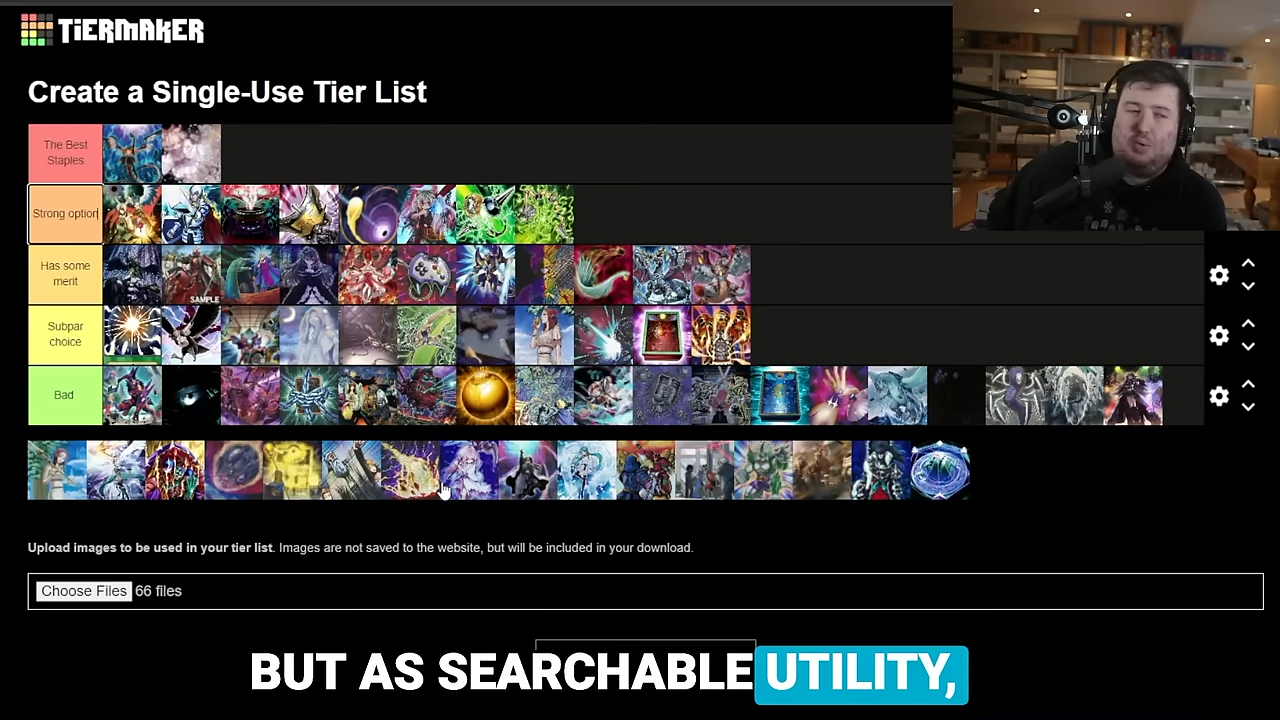 TiERMAKER
Create a Single-Use Tier List
The Best
Staples
Strong option
Has some
merit
SAMPLE
Subpar
choice
Bad
Upload images to be used in your tier list. Images are not saved to the website, but will be included in your download.
Choose Files 66 files
BUT AS SEARCHABLE UTILITY,